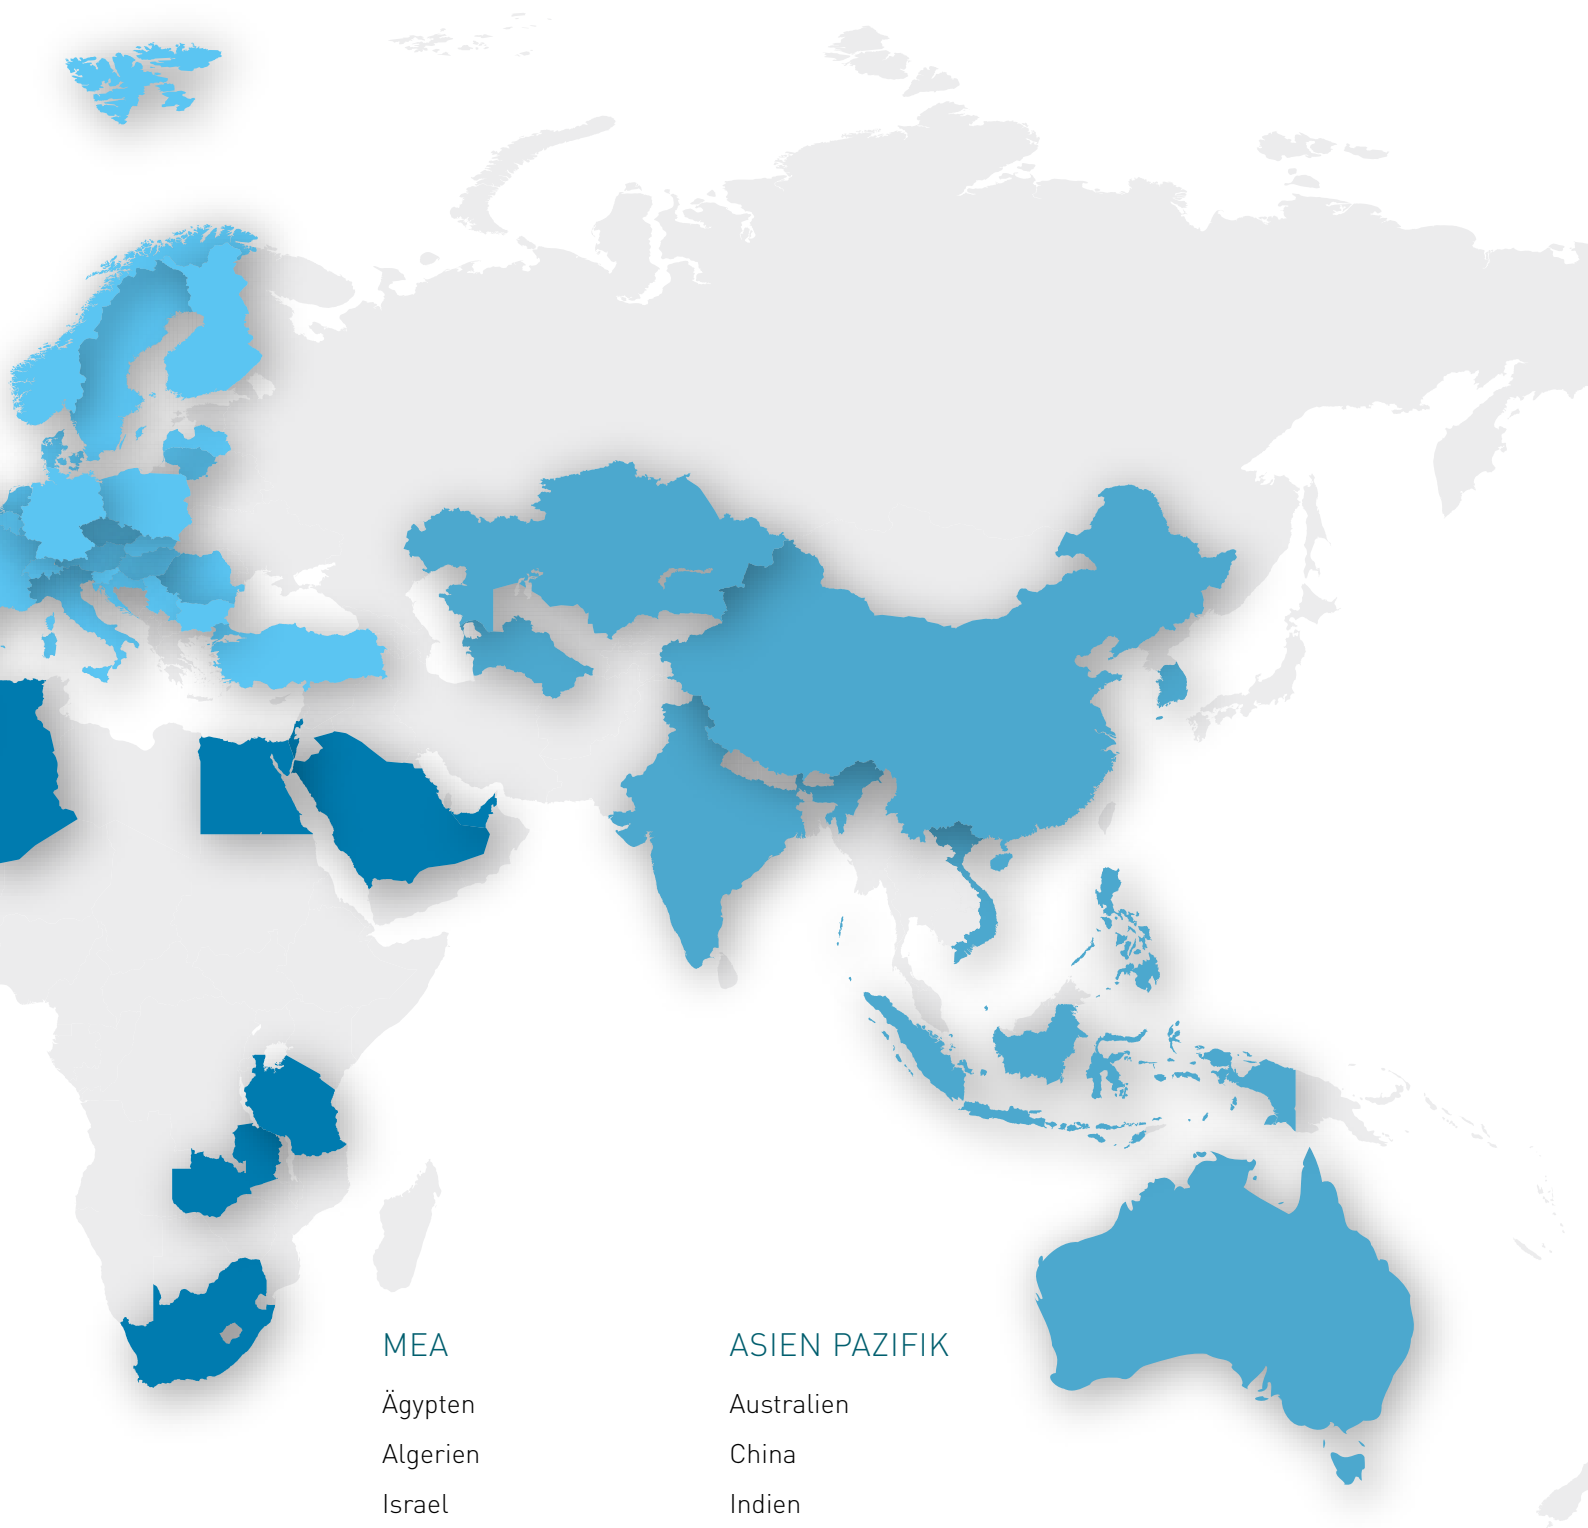 MEA
Ägypten
Algerien
Israel
ASIEN PAZIFIK
Australien
China
Indien